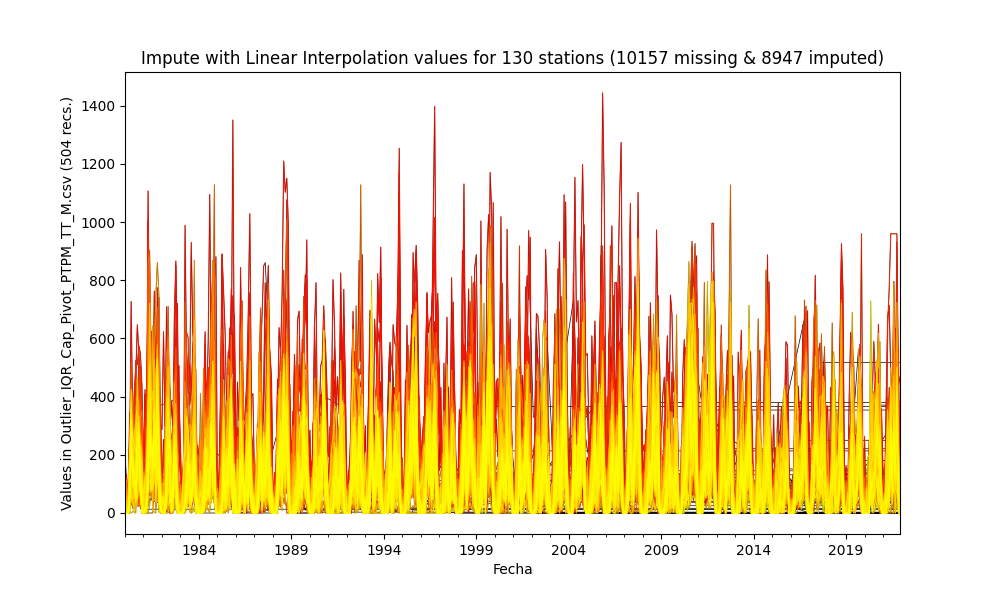 Impute with Linear Interpolation values for 130 stations (10157 missing & 8947 imputed)
Values in Outlier_IQR_Cap_Pivot_PTPM_TT_M.csv (504 recs.)
1400
1200
1000
800
600
400
200
0
1984 1989 1994 1999 2004 2009 2014 2019
Fecha